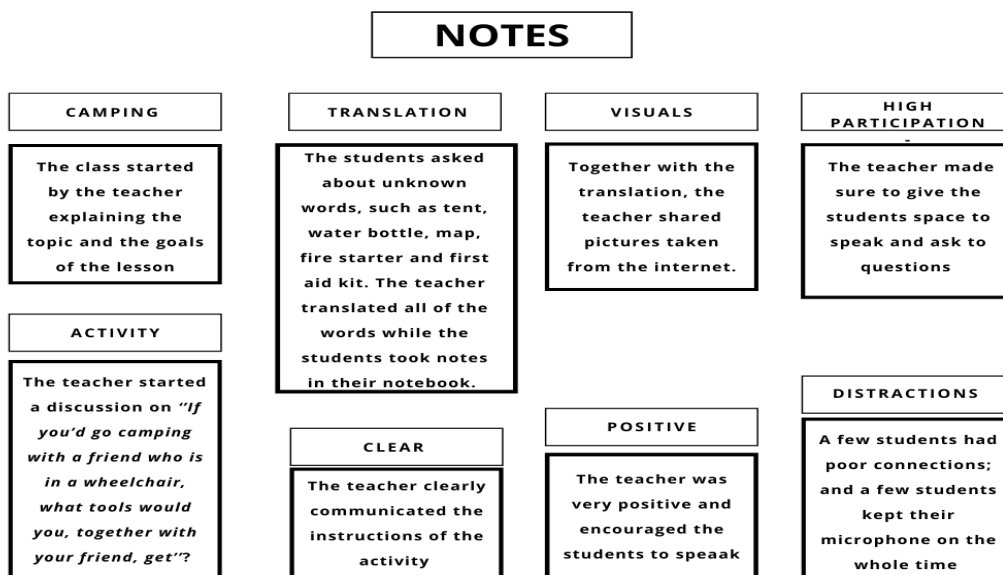 NOTES
CAMPING
The class started
by the teacher
explaining the
topic and the goals
of the lesson
TRANSLATION
The students asked
about unknown
words, such as tent,
water bottle, map,
fire starter and first
aid kit. The teacher
translated all of the
words while the
students took notes
in their notebook.
VISUALS
Together with the
translation, the
teacher shared
pictures taken
from the internet.
HIGH
PARTICIPATION
-
The teacher made
sure to give the
students space to
speak and ask to
questions
ACTIVITY
The teacher started
a discussion on ‘’If
you’d go camping
with a friend who is
in a wheelchair,
what tools would
you, together with
your friend, get’’?
CLEAR
The teacher clearly
communicated the
instructions of the
activity
POSITIVE
The teacher was
very positive and
encouraged the
students to speaak
DISTRACTIONS
A few students had
poor connections;
and a few students
kept their
microphone on the
whole time